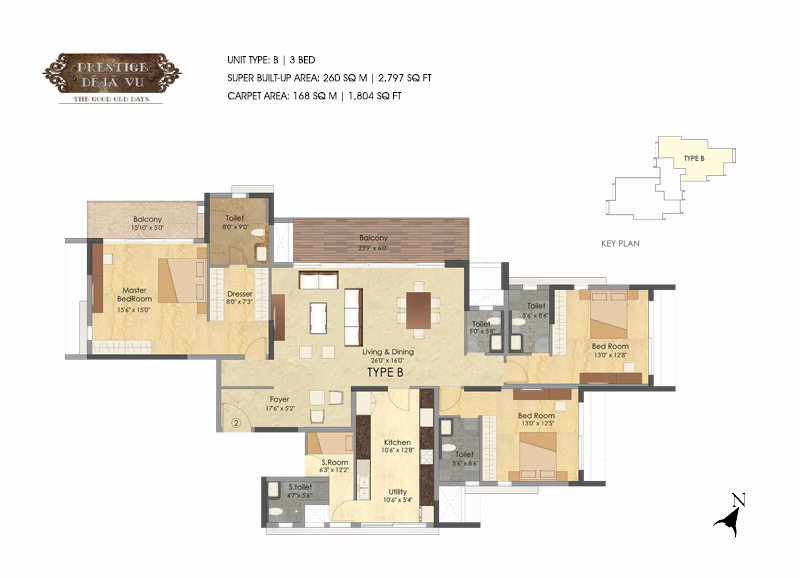 PRESTIGE
DÉJÀ VU
THE GOOD OLD DAYS
UNIT TYPE: B | 3 BED
SUPER BUILT-UP AREA: 260 SQ M | 2,797 SQ FT
CARPET AREA: 168 SQ M | 1,804 SQ FT
TYPE B
KEY PLAN
Balcony
15'10" x 5'0"
Toilet
8'0" x 9'0"
Balcony
23'9" x 6'0"
Master
BedRoom
15'6" x 15'0"
Dresser
8'0" x 7'3"
Living & Dining
26'0" x 16'0"
TYPE B
Toilet
5'0" x 5'8"
Toilet
5'6" x 8'6"
Bed Room
13'0" x 12'8"
Foyer
17'6" x 5'2"
2
Bed Room
13'0" x 12'5"
Kitchen
10'6" x 12'8"
Toilet
5'6" x 8'6"
S.Room
6'3" x 12'2"
S.toilet
4'7" x 5'6"
Utility
10'6" x 5'4"
N